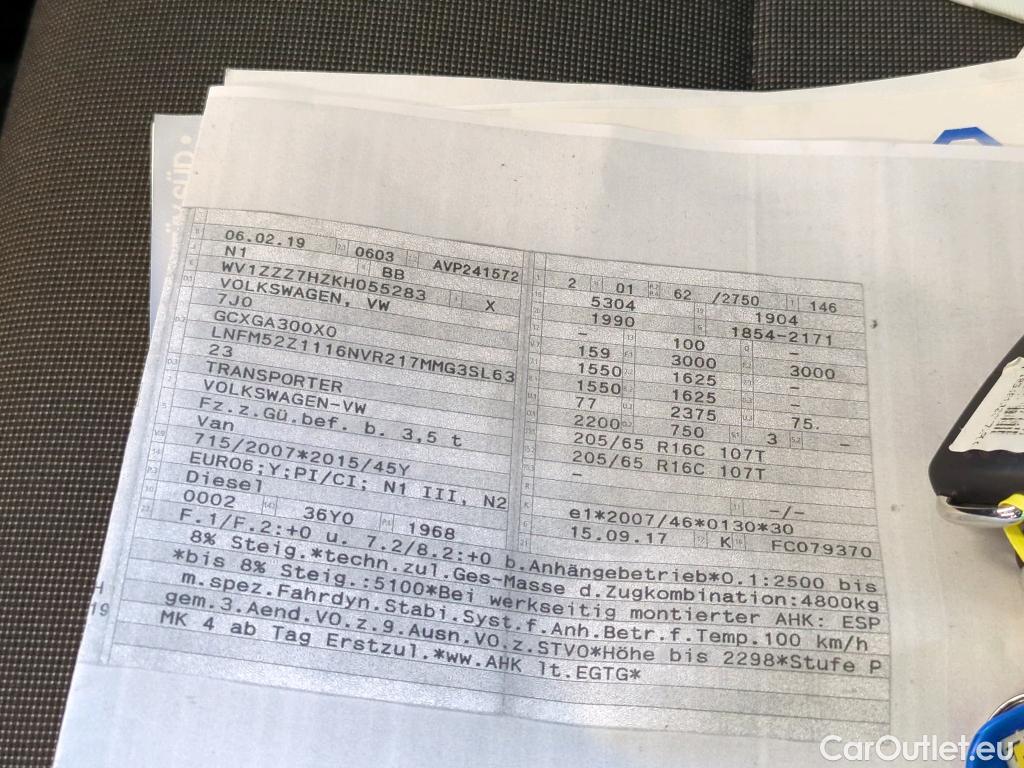 06.02.19 0603 AVP241572
N1 BB
WV1ZZZ7HZKH055283 X
VOLKSWAGEN, VW
7J0
GCXGA300X0
LNFM52Z1116NVR217MMG3SL63
23
TRANSPORTER
VOLKSWAGEN-VW
Fz.z.Gü.bef. b. 3,5 t
Van
715/2007*2015/45Y
EURO6;Y;PI/CI; N1 III, N2
Diesel
0002 36Y0 1968
2 01 62 /2750 146
5304 1904
1990 1854-2171
– 100 –
159 3000 3000
1550 1625 –
1550 1625 –
77 2375 75.
2200 750 3 –
205/65 R16C 107T
205/65 R16C 107T
–
-/-
e1*2007/46*0130*30
15.09.17 K FC079370
F.1/F.2:+0 u. 7.2/8.2:+0 b.Anhängebetrieb*O.1:2500 bis
8% Steig.*techn.zul.Ges-Masse d.Zugkombination:4800kg
*bis 8% Steig.:5100*Bei werkseitig montierter AHK: ESP
m.spez.Fahrdyn.Stabi.Syst.f.Anh.Betr.f.Temp.100 km/h
gem.3.Aend.VO.z.9.Ausn.VO.z.STVO*Höhe bis 2298*Stufe P
MK 4 ab Tag Erstzul.*ww.AHK lt.EGTG*
H
19
SÜD
CarOutlet.eu